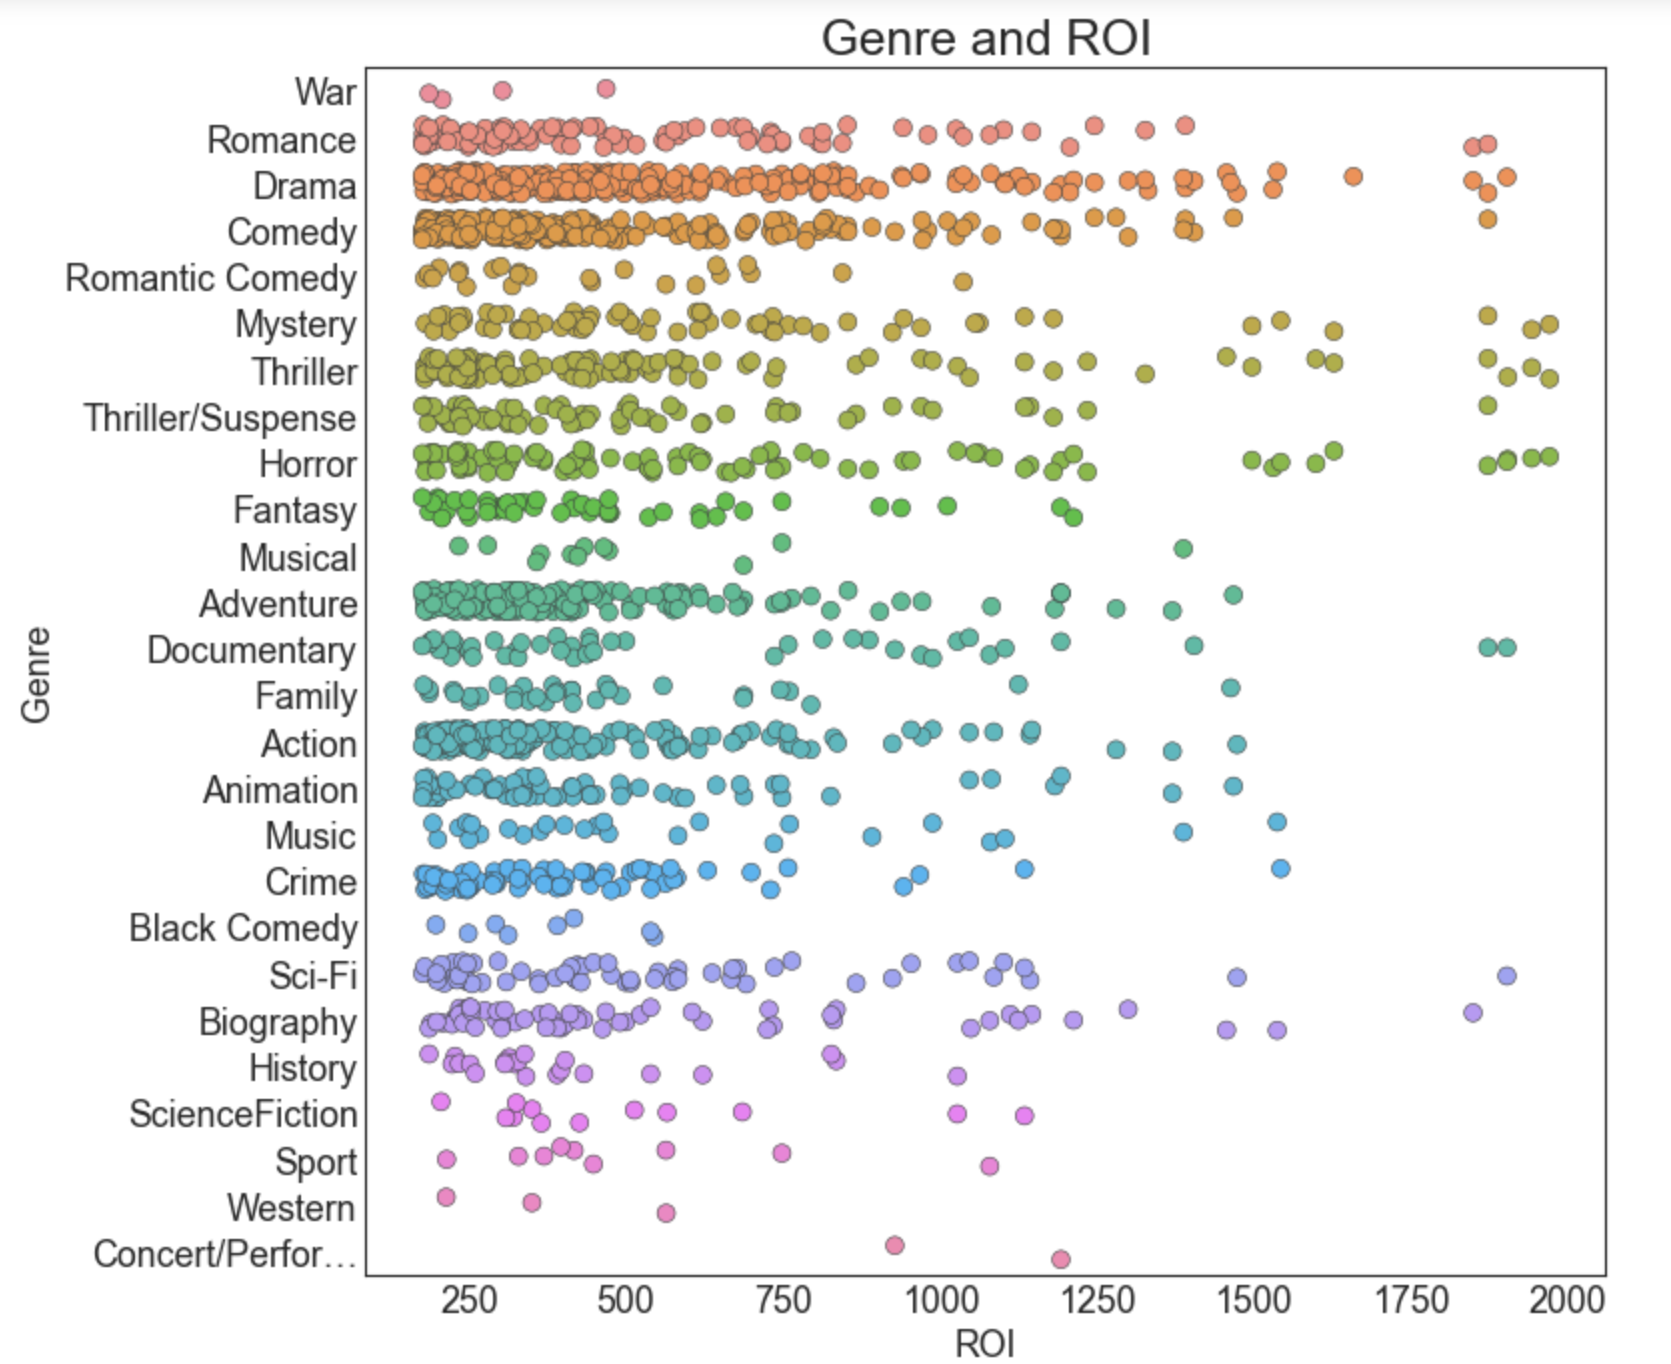 Genre and ROI
War
Romance
Drama
Comedy
Romantic Comedy
Mystery
Thriller
Thriller/Suspense
Horror
Fantasy
Musical
Adventure
Documentary
Family
Action
Animation
Music
Crime
Black Comedy
Sci-Fi
Biography
History
ScienceFiction
Sport
Western
Concert/Perfor…
Genre
250 500 750 1000 1250 1500 1750 2000
ROI